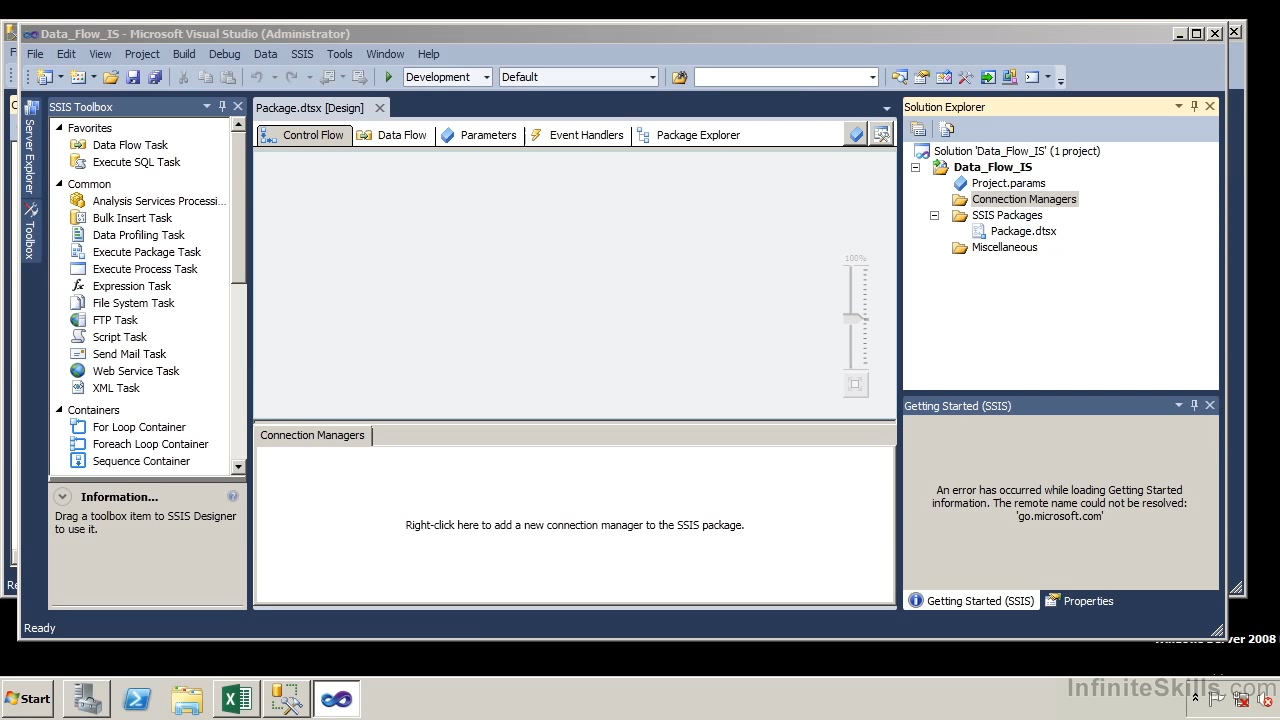 Data_Flow_IS - Microsoft Visual Studio (Administrator)
File Edit View Project Build Debug Data SSIS Tools Window Help
Development Default
Server Explorer
Toolbox
SSIS Toolbox
Favorites
Data Flow Task
Execute SQL Task
Common
Analysis Services Processi...
Bulk Insert Task
Data Profiling Task
Execute Package Task
Execute Process Task
Expression Task
File System Task
FTP Task
Script Task
Send Mail Task
Web Service Task
XML Task
Containers
For Loop Container
Foreach Loop Container
Sequence Container
Information...
Drag a toolbox item to SSIS Designer
to use it.
Package.dtsx [Design]
Control Flow Data Flow Parameters Event Handlers Package Explorer
100%
Connection Managers
Right-click here to add a new connection manager to the SSIS package.
Solution Explorer
Solution 'Data_Flow_IS' (1 project)
Data_Flow_IS
Project.params
Connection Managers
SSIS Packages
Package.dtsx
Miscellaneous
Getting Started (SSIS)
An error has occurred while loading Getting Started
information. The remote name could not be resolved:
'go.microsoft.com'
Getting Started (SSIS) Properties
Ready
Server 2008
Start
InfiniteSkills.com